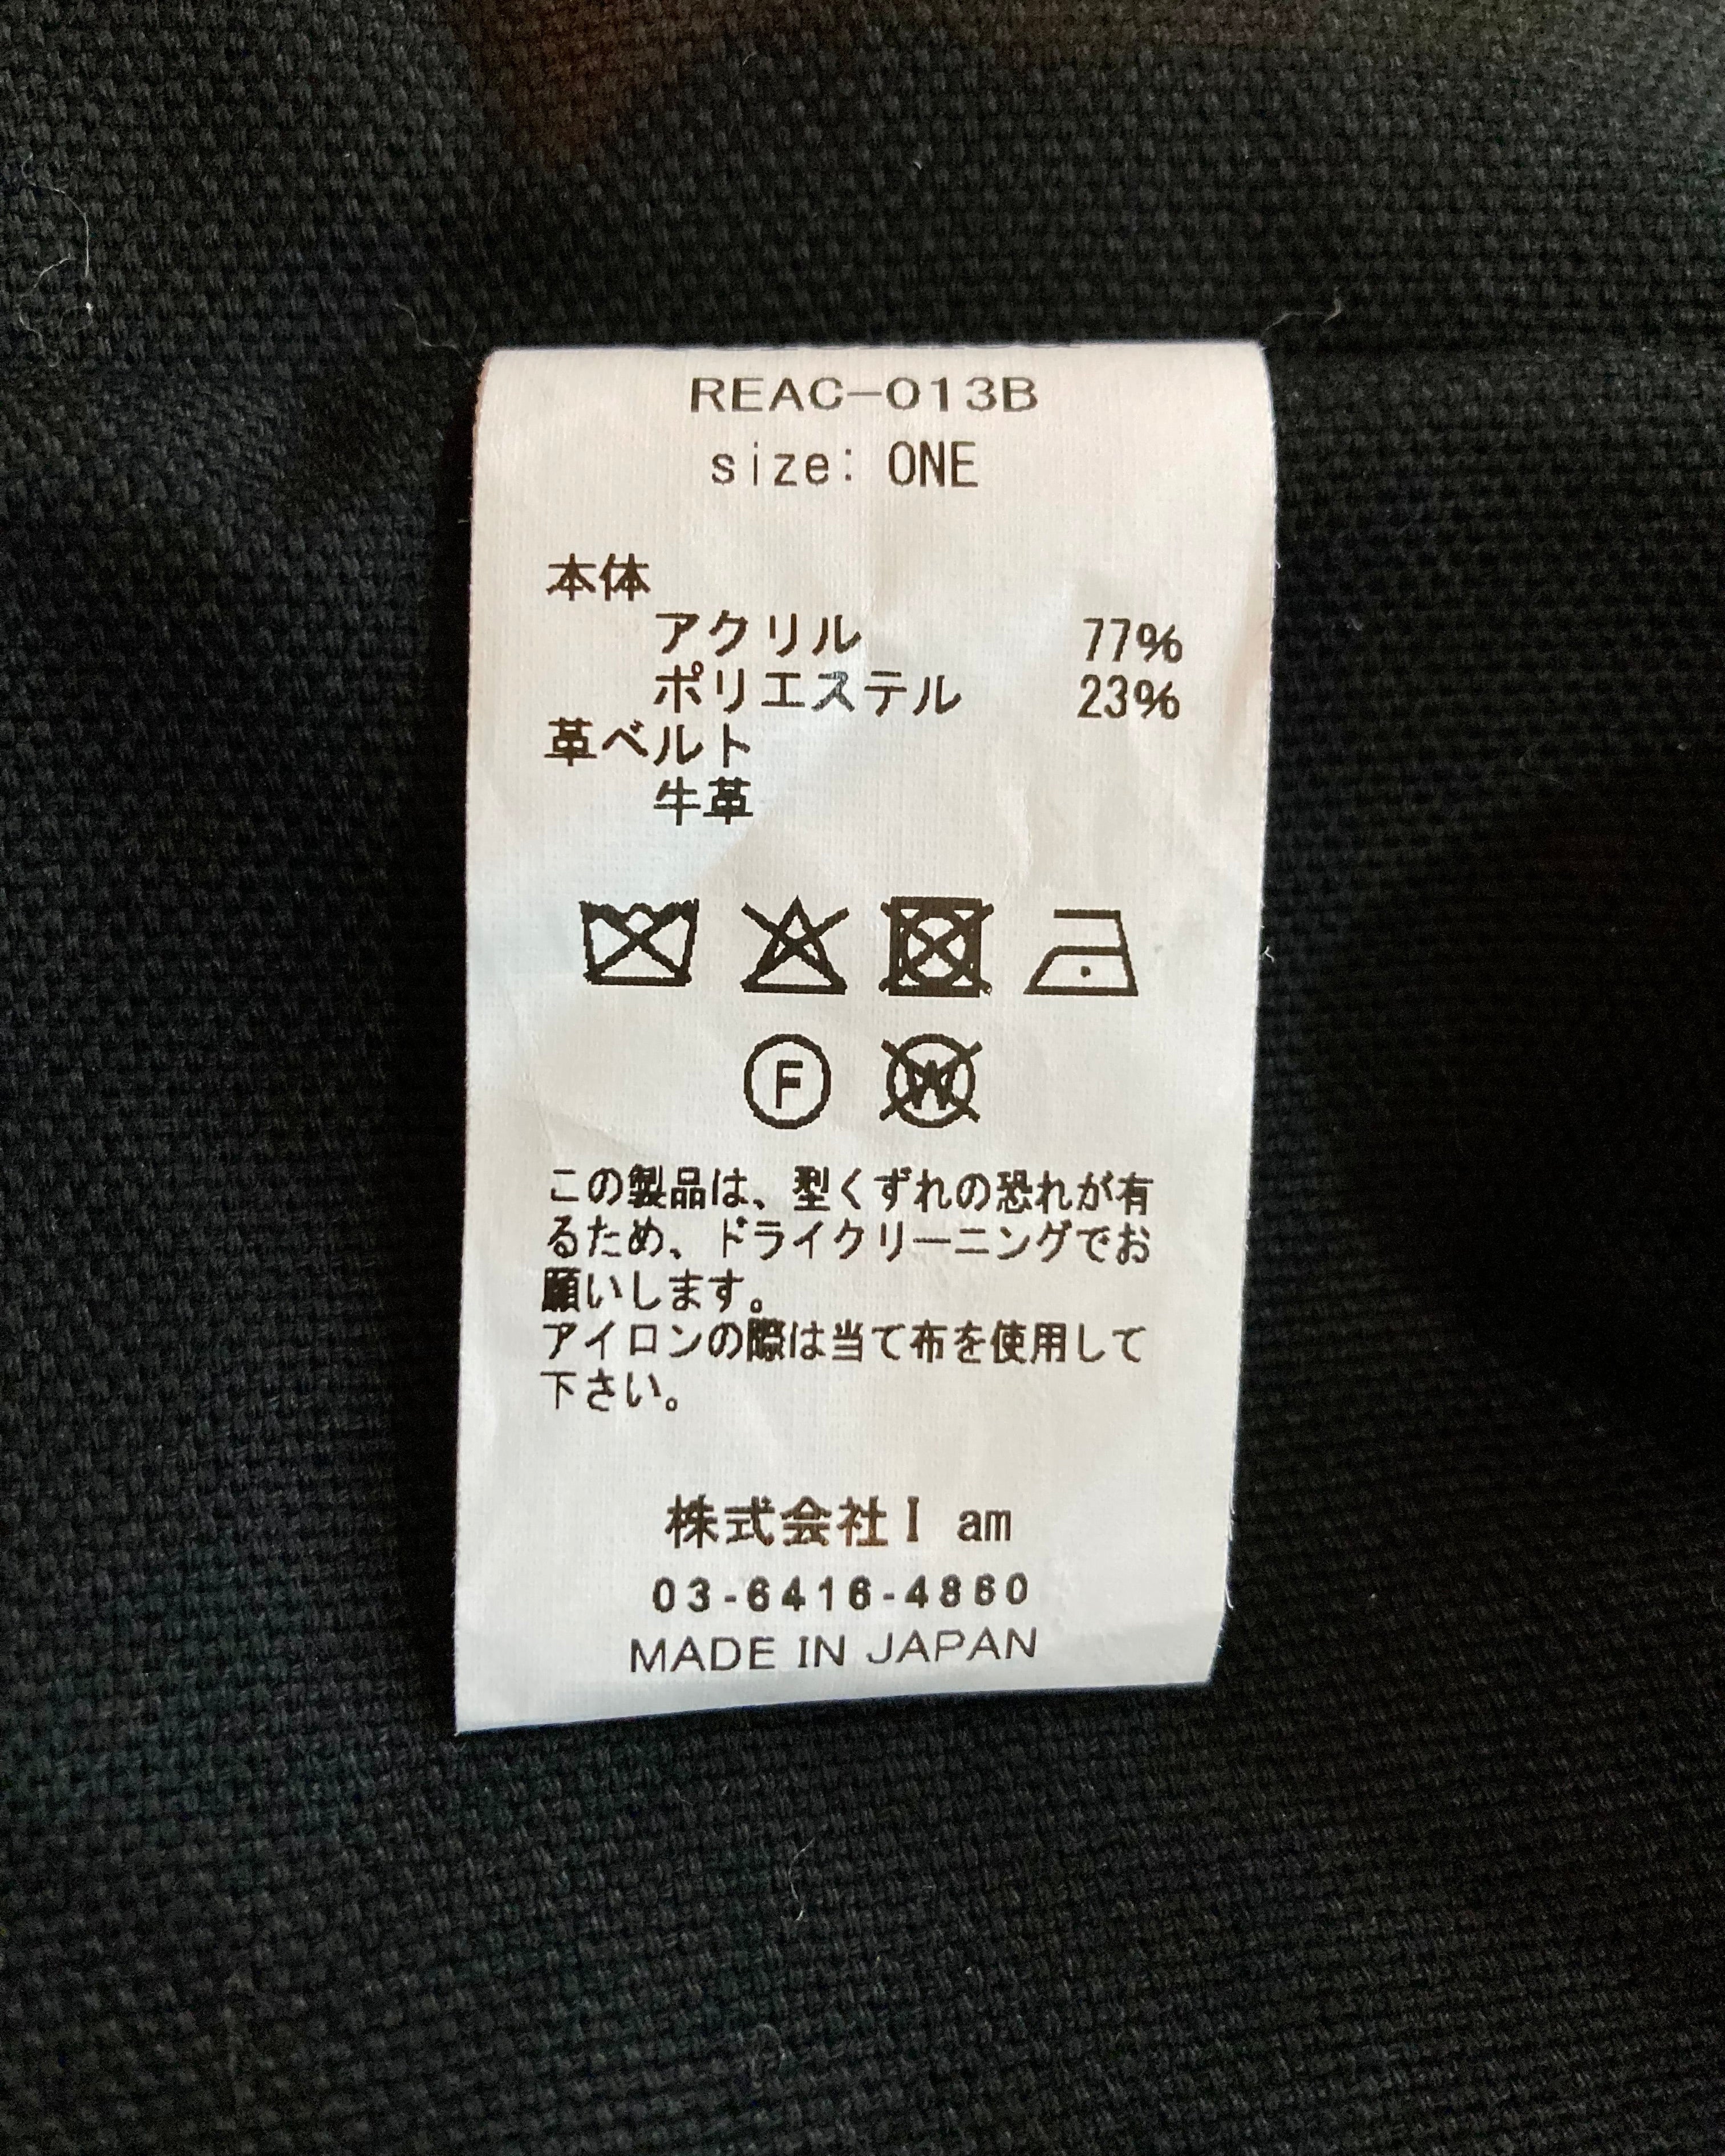 REAC-013B
size: ONE
本体
アクリル 77%
ポリエステル 23%
革ベルト
牛革
F W
この製品は、型くずれの恐れが有
るため、ドライクリーニングでお
願いします。
アイロンの際は当て布を使用して
下さい。
株式会社I am
03-6416-4860
MADE IN JAPAN